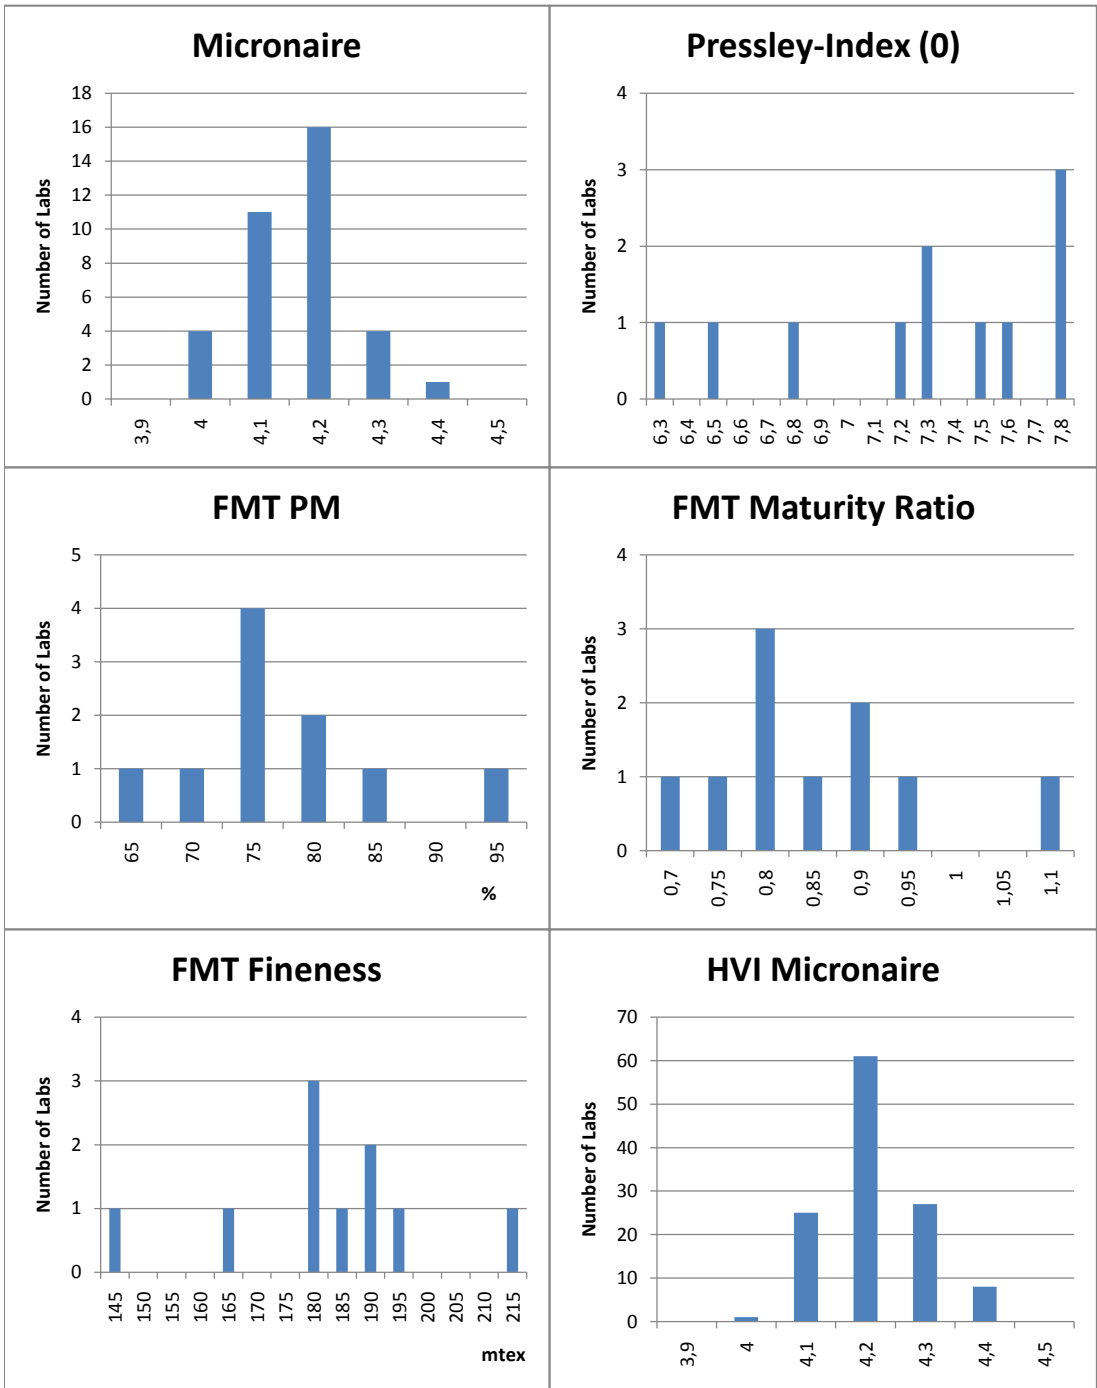 Micronaire
Number of Labs
18
16
14
12
10
8
6
4
2
0
3,9 4 4,1 4,2 4,3 4,4 4,5
Pressley-Index (0)
Number of Labs
4
3
2
1
0
6,3 6,4 6,5 6,6 6,7 6,8 6,9 7 7,1 7,2 7,3 7,4 7,5 7,6 7,7 7,8
FMT PM
Number of Labs
5
4
3
2
1
0
65 70 75 80 85 90 95
%
FMT Maturity Ratio
Number of Labs
4
3
2
1
0
0,7 0,75 0,8 0,85 0,9 0,95 1 1,05 1,1
FMT Fineness
Number of Labs
4
3
2
1
0
145 150 155 160 165 170 175 180 185 190 195 200 205 210 215
mtex
HVI Micronaire
Number of Labs
70
60
50
40
30
20
10
0
3,9 4 4,1 4,2 4,3 4,4 4,5